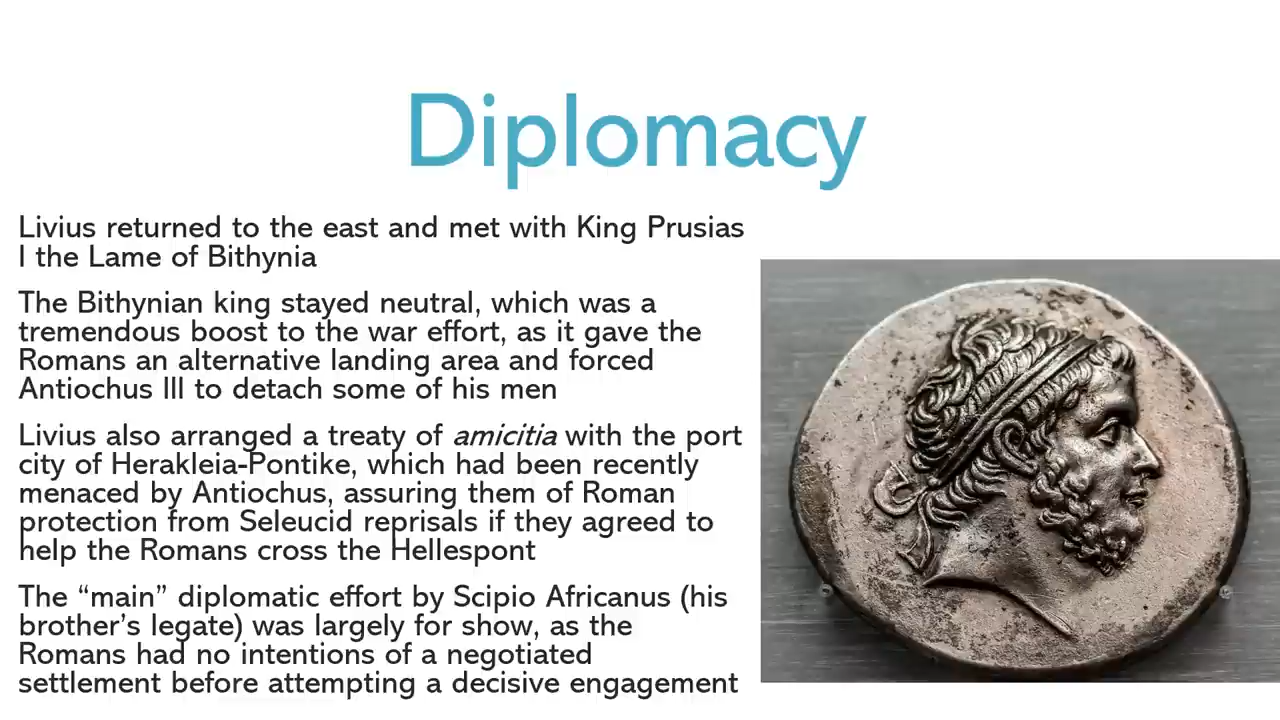 Diplomacy
Livius returned to the east and met with King Prusias
I the Lame of Bithynia
The Bithynian king stayed neutral, which was a
tremendous boost to the war effort, as it gave the
Romans an alternative landing area and forced
Antiochus III to detach some of his men
Livius also arranged a treaty of amicitia with the port
city of Herakleia-Pontike, which had been recently
menaced by Antiochus, assuring them of Roman
protection from Seleucid reprisals if they agreed to
help the Romans cross the Hellespont
The “main” diplomatic effort by Scipio Africanus (his
brother’s legate) was largely for show, as the
Romans had no intentions of a negotiated
settlement before attempting a decisive engagement